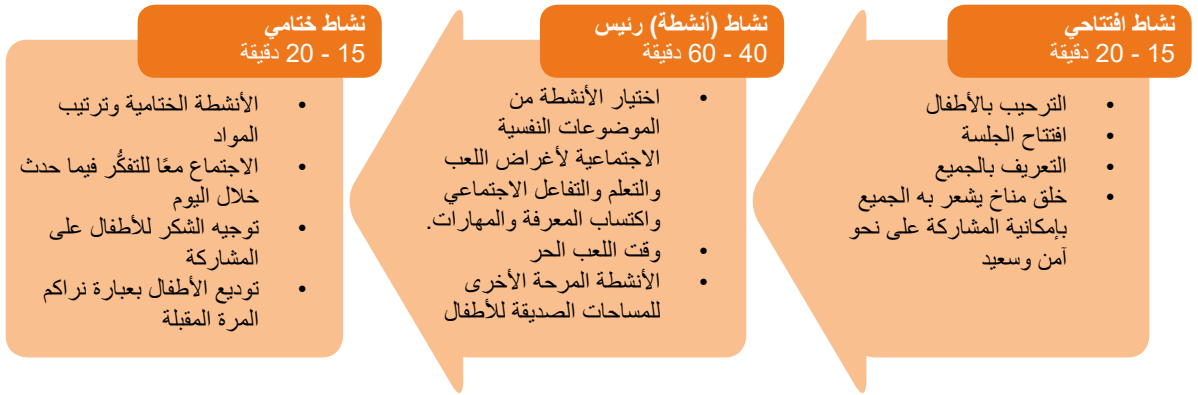 نشاط افتتاحي
15 - 20 دقيقة
• الترحيب بالأطفال
• افتتاح الجلسة
• التعريف بالجميع
• خلق مناخ يشعر به الجميع
بإمكانية المشاركة على نحو
آمن وسعيد
نشاط (أنشطة) رئيس
40 - 60 دقيقة
• اختيار الأنشطة من
الموضوعات النفسية
الاجتماعية لأغراض اللعب
والتعلم والتفاعل الاجتماعي
واكتساب المعرفة والمهارات.
• وقت اللعب الحر
• الأنشطة المرحة الأخرى
للمساحات الصديقة للأطفال
نشاط ختامي
15 - 20 دقيقة
• الأنشطة الختامية وترتيب
المواد
• الاجتماع معًا للتفكُّر فيما حدث
خلال اليوم
• توجيه الشكر للأطفال على
المشاركة
• توديع الأطفال بعبارة نراكم
المرة المقبلة